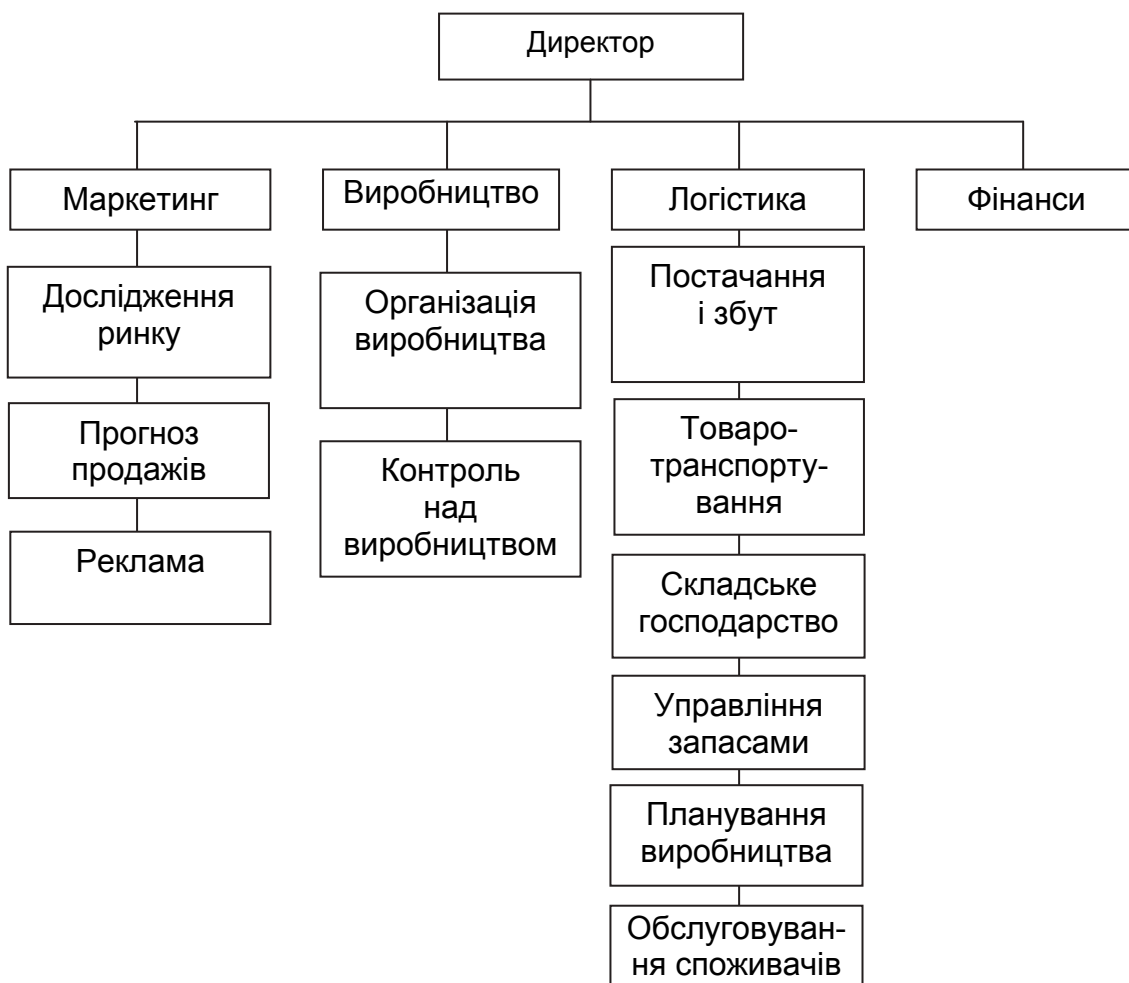 Директор
Маркетинг
Виробництво
Логістика
Фінанси
Дослідження
ринку
Прогноз
продажів
Реклама
Організація
виробництва
Контроль
над
виробництвом
Постачання
і збут
Товаро-
транспорту-
вання
Складське
господарство
Управління
запасами
Планування
виробництва
Обслуговуван-
ня споживачів